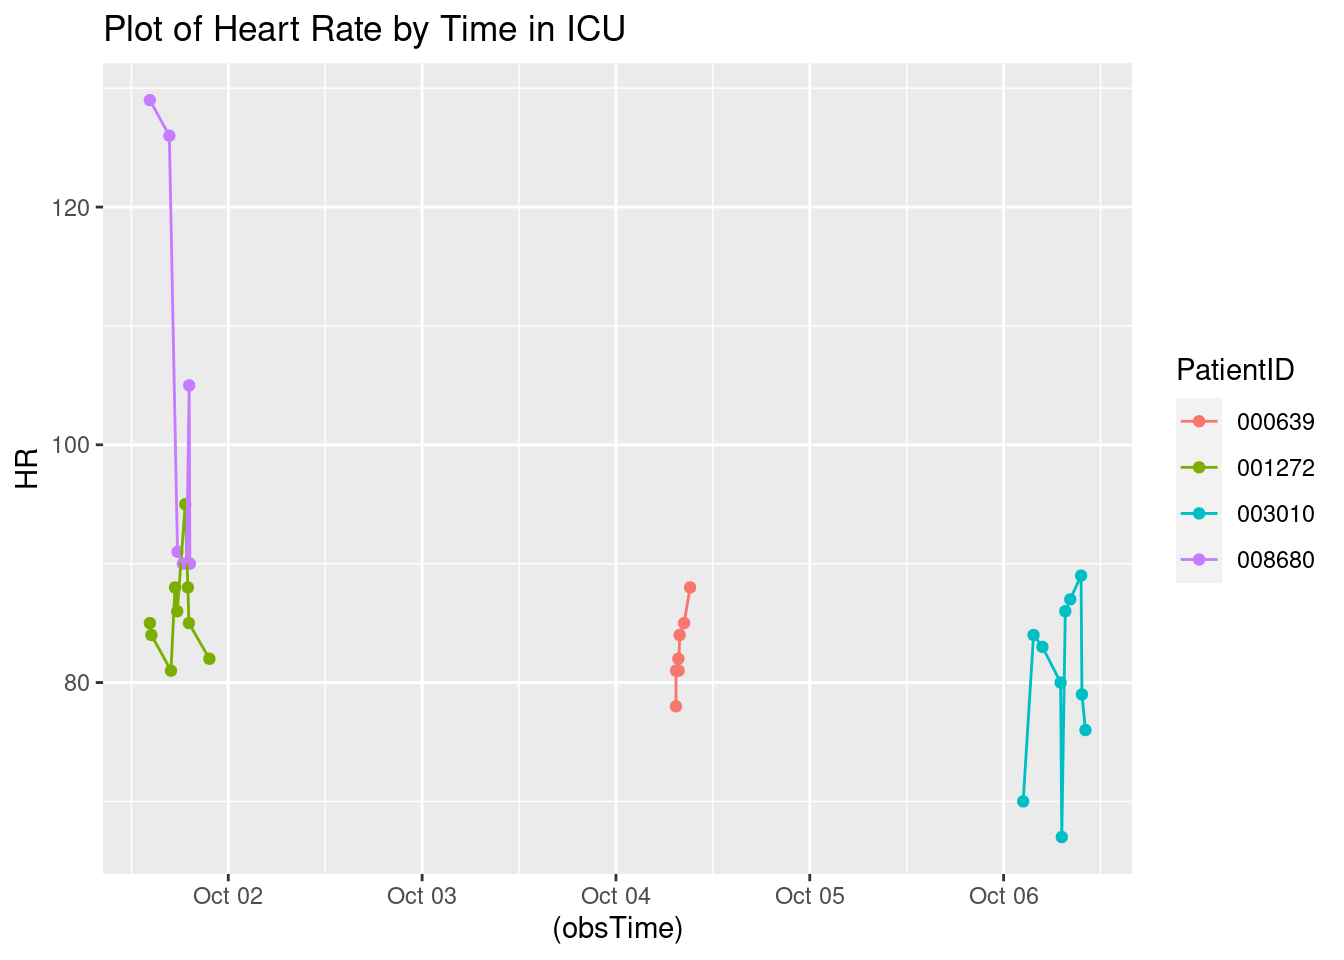 Plot of Heart Rate by Time in ICU
120
100
80
HR
Oct 02
Oct 03
Oct 04
Oct 05
Oct 06
(obsTime)
PatientID
000639
001272
003010
008680